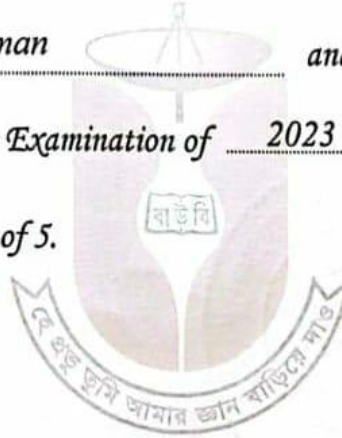 man
and
Examination of 2023
বাউবি
of 5.
হে প্রভু তুমি আমার জ্ঞান বাড়িয়ে দাও